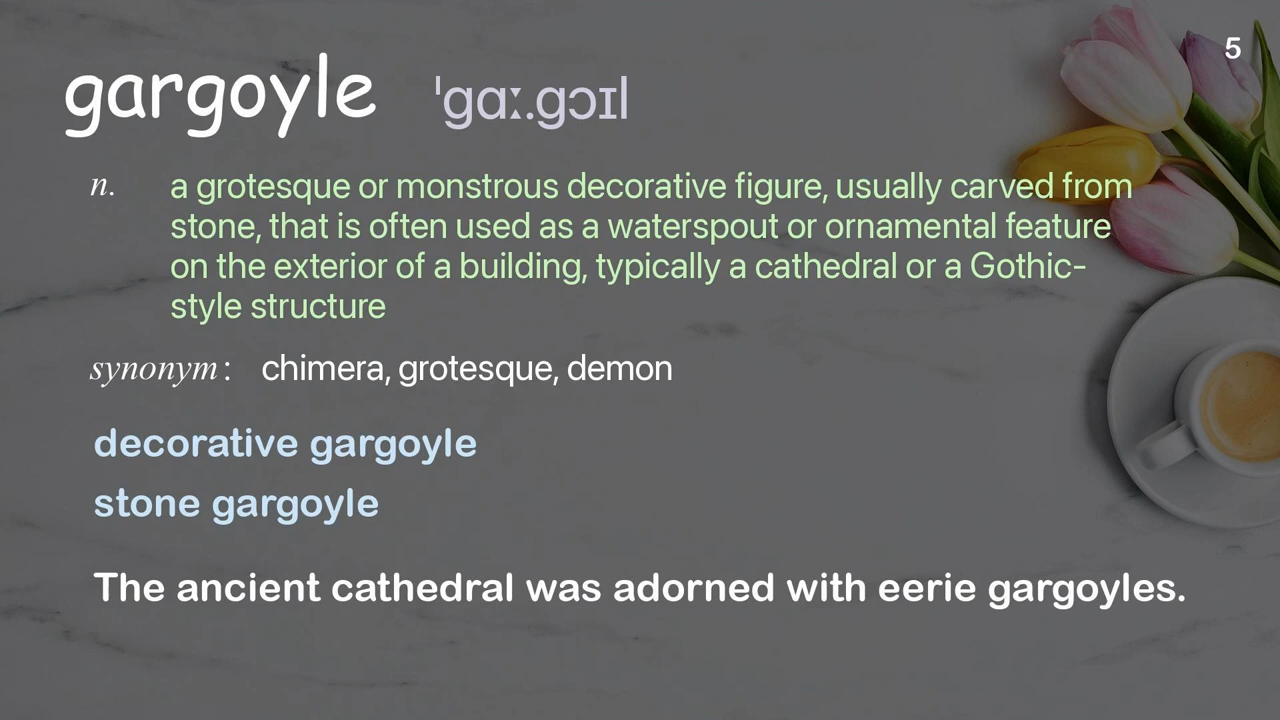 5
gargoyle ˈɡɑː.ɡɔɪl
n. a grotesque or monstrous decorative figure, usually carved from
stone, that is often used as a waterspout or ornamental feature
on the exterior of a building, typically a cathedral or a Gothic-
style structure
synonym: chimera, grotesque, demon
decorative gargoyle
stone gargoyle
The ancient cathedral was adorned with eerie gargoyles.